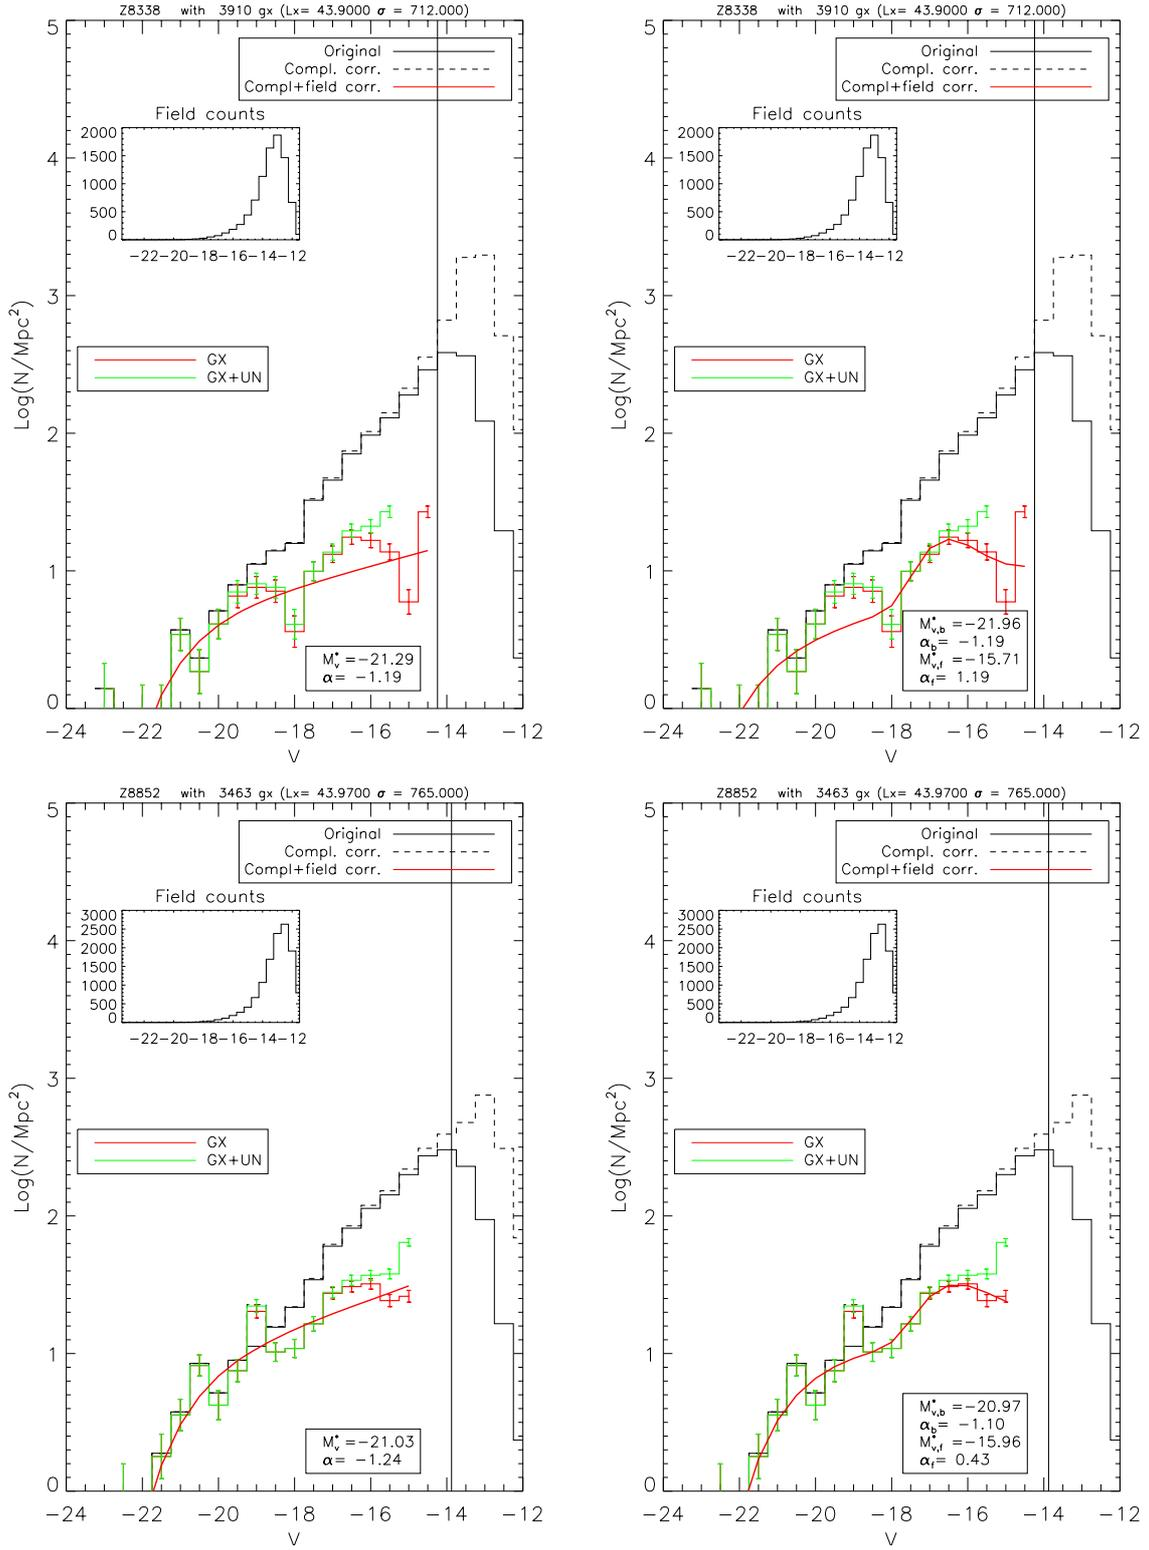 Z8338 with 3910 gx (Lx= 43.9000 σ = 712.000)
Original
Compl. corr.
Compl+field corr.
Field counts
2000
1500
1000
500
0
−22−20−18−16−14−12
GX
GX+UN
M*v =−21.29
α= −1.19
5
4
3
2
1
0
Log(N/Mpc²)
−24 −22 −20 −18 −16 −14 −12
V
Z8338 with 3910 gx (Lx= 43.9000 σ = 712.000)
Original
Compl. corr.
Compl+field corr.
Field counts
2000
1500
1000
500
0
−22−20−18−16−14−12
GX
GX+UN
M*v,b =−21.96
αb= −1.19
M*v,f =−15.71
αf= 1.19
5
4
3
2
1
0
Log(N/Mpc²)
−24 −22 −20 −18 −16 −14 −12
V
Z8852 with 3463 gx (Lx= 43.9700 σ = 765.000)
Original
Compl. corr.
Compl+field corr.
Field counts
3000
2500
2000
1500
1000
500
0
−22−20−18−16−14−12
GX
GX+UN
M*v =−21.03
α= −1.24
5
4
3
2
1
0
Log(N/Mpc²)
−24 −22 −20 −18 −16 −14 −12
V
Z8852 with 3463 gx (Lx= 43.9700 σ = 765.000)
Original
Compl. corr.
Compl+field corr.
Field counts
3000
2500
2000
1500
1000
500
0
−22−20−18−16−14−12
GX
GX+UN
M*v,b =−20.97
αb= −1.10
M*v,f =−15.96
αf= 0.43
5
4
3
2
1
0
Log(N/Mpc²)
−24 −22 −20 −18 −16 −14 −12
V